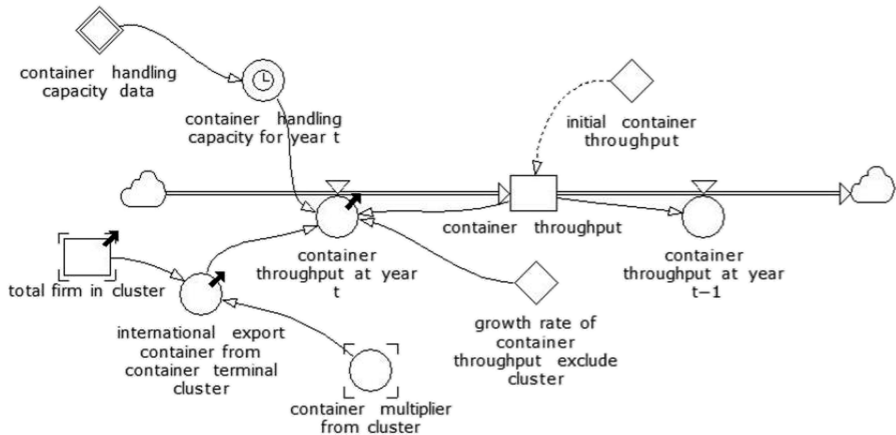 container handling
capacity data
container handling
capacity for year t
initial container
throughput
container throughput
container
throughput at year
t
container
throughput at year
t−1
total firm in cluster
international export
container from
container terminal
cluster
growth rate of
container
throughput exclude
cluster
container multiplier
from cluster